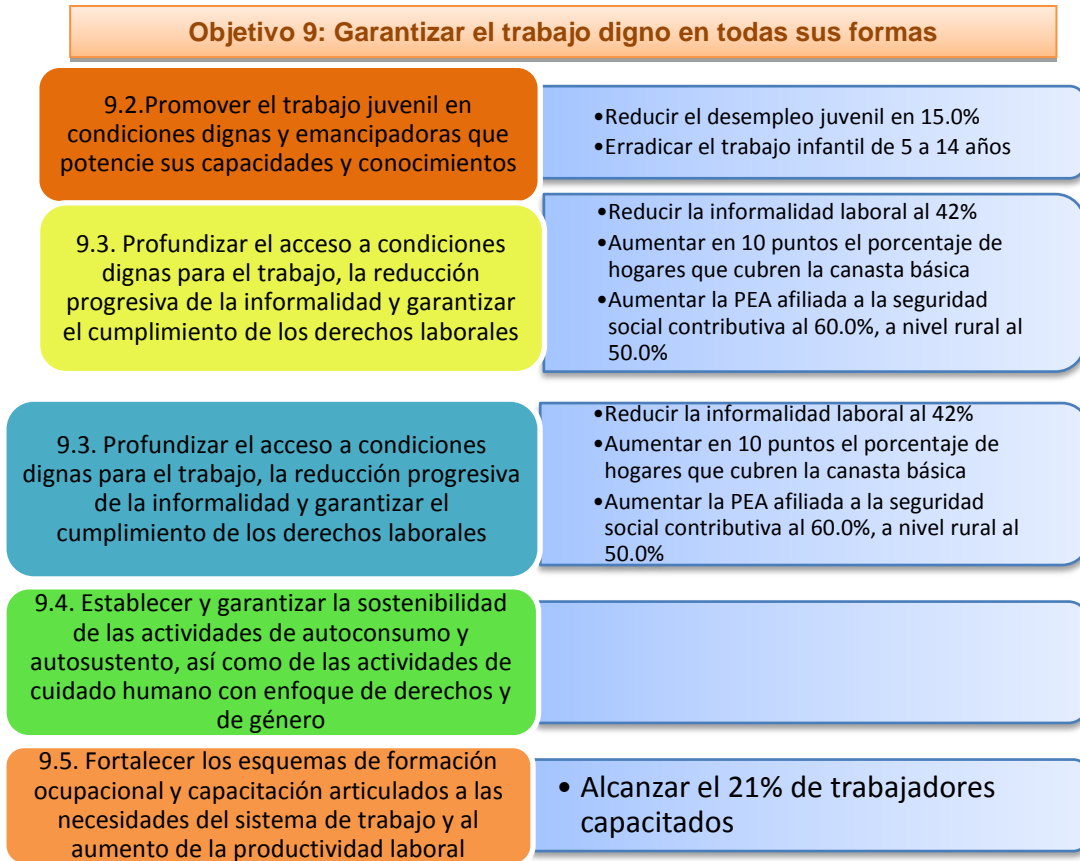 Objetivo 9: Garantizar el trabajo digno en todas sus formas
9.2.Promover el trabajo juvenil en
condiciones dignas y emancipadoras que
potencie sus capacidades y conocimientos
•Reducir el desempleo juvenil en 15.0%
•Erradicar el trabajo infantil de 5 a 14 años
9.3. Profundizar el acceso a condiciones
dignas para el trabajo, la reducción
progresiva de la informalidad y garantizar
el cumplimiento de los derechos laborales
•Reducir la informalidad laboral al 42%
•Aumentar en 10 puntos el porcentaje de
hogares que cubren la canasta básica
•Aumentar la PEA afiliada a la seguridad
social contributiva al 60.0%, a nivel rural al
50.0%
9.3. Profundizar el acceso a condiciones
dignas para el trabajo, la reducción progresiva
de la informalidad y garantizar el
cumplimiento de los derechos laborales
•Reducir la informalidad laboral al 42%
•Aumentar en 10 puntos el porcentaje de
hogares que cubren la canasta básica
•Aumentar la PEA afiliada a la seguridad
social contributiva al 60.0%, a nivel rural al
50.0%
9.4. Establecer y garantizar la sostenibilidad
de las actividades de autoconsumo y
autosustento, así como de las actividades de
cuidado humano con enfoque de derechos y
de género
9.5. Fortalecer los esquemas de formación
ocupacional y capacitación articulados a las
necesidades del sistema de trabajo y al
aumento de la productividad laboral
• Alcanzar el 21% de trabajadores
capacitados